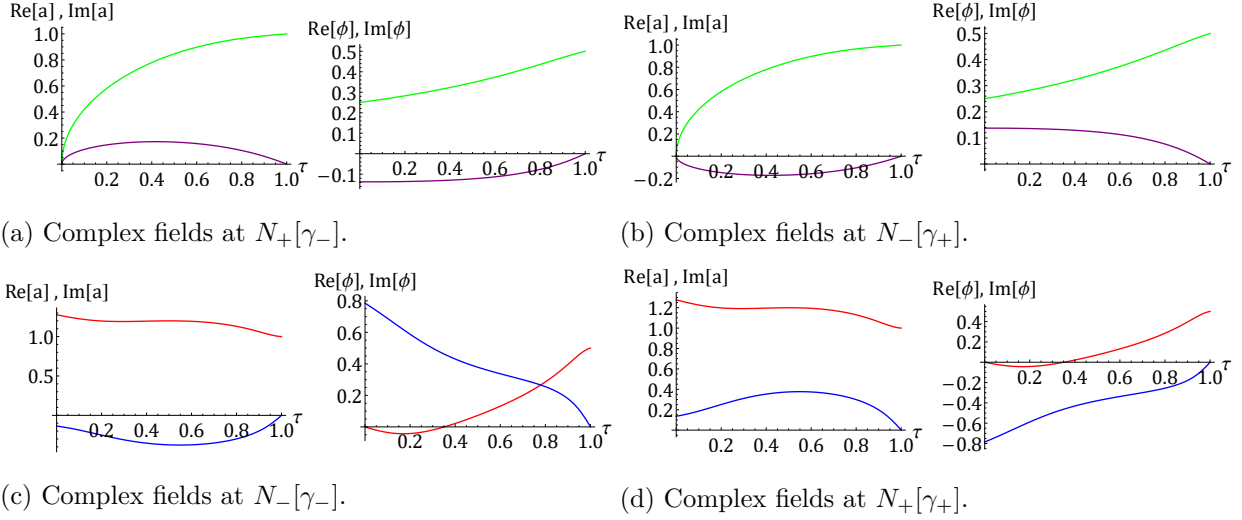 Re[a] , Im[a]
1.0
0.8
0.6
0.4
0.2
0.2 0.4 0.6 0.8 1.0
τ
Re[ϕ], Im[ϕ]
0.5
0.4
0.3
0.2
0.1
−0.1
0.2 0.4 0.6 0.8 1.0
τ
Re[a] , Im[a]
1.0
0.8
0.6
0.4
0.2
−0.2
0.2 0.4 0.6 0.8 1.0
τ
Re[ϕ], Im[ϕ]
0.5
0.4
0.3
0.2
0.1
0.2 0.4 0.6 0.8 1.0
τ
(a) Complex fields at N₊[γ₋].
(b) Complex fields at N₋[γ₊].
Re[a] , Im[a]
1.0
0.5
0.2 0.4 0.6 0.8 1.0
τ
Re[ϕ], Im[ϕ]
0.8
0.6
0.4
0.2
0.2 0.4 0.6 0.8 1.0
τ
Re[a] , Im[a]
1.2
1.0
0.8
0.6
0.4
0.2
0.2 0.4 0.6 0.8 1.0
τ
Re[ϕ], Im[ϕ]
0.4
0.2
−0.2
−0.4
−0.6
−0.8
0.2 0.4 0.6 0.8 1.0
τ
(c) Complex fields at N₋[γ₋].
(d) Complex fields at N₊[γ₊].